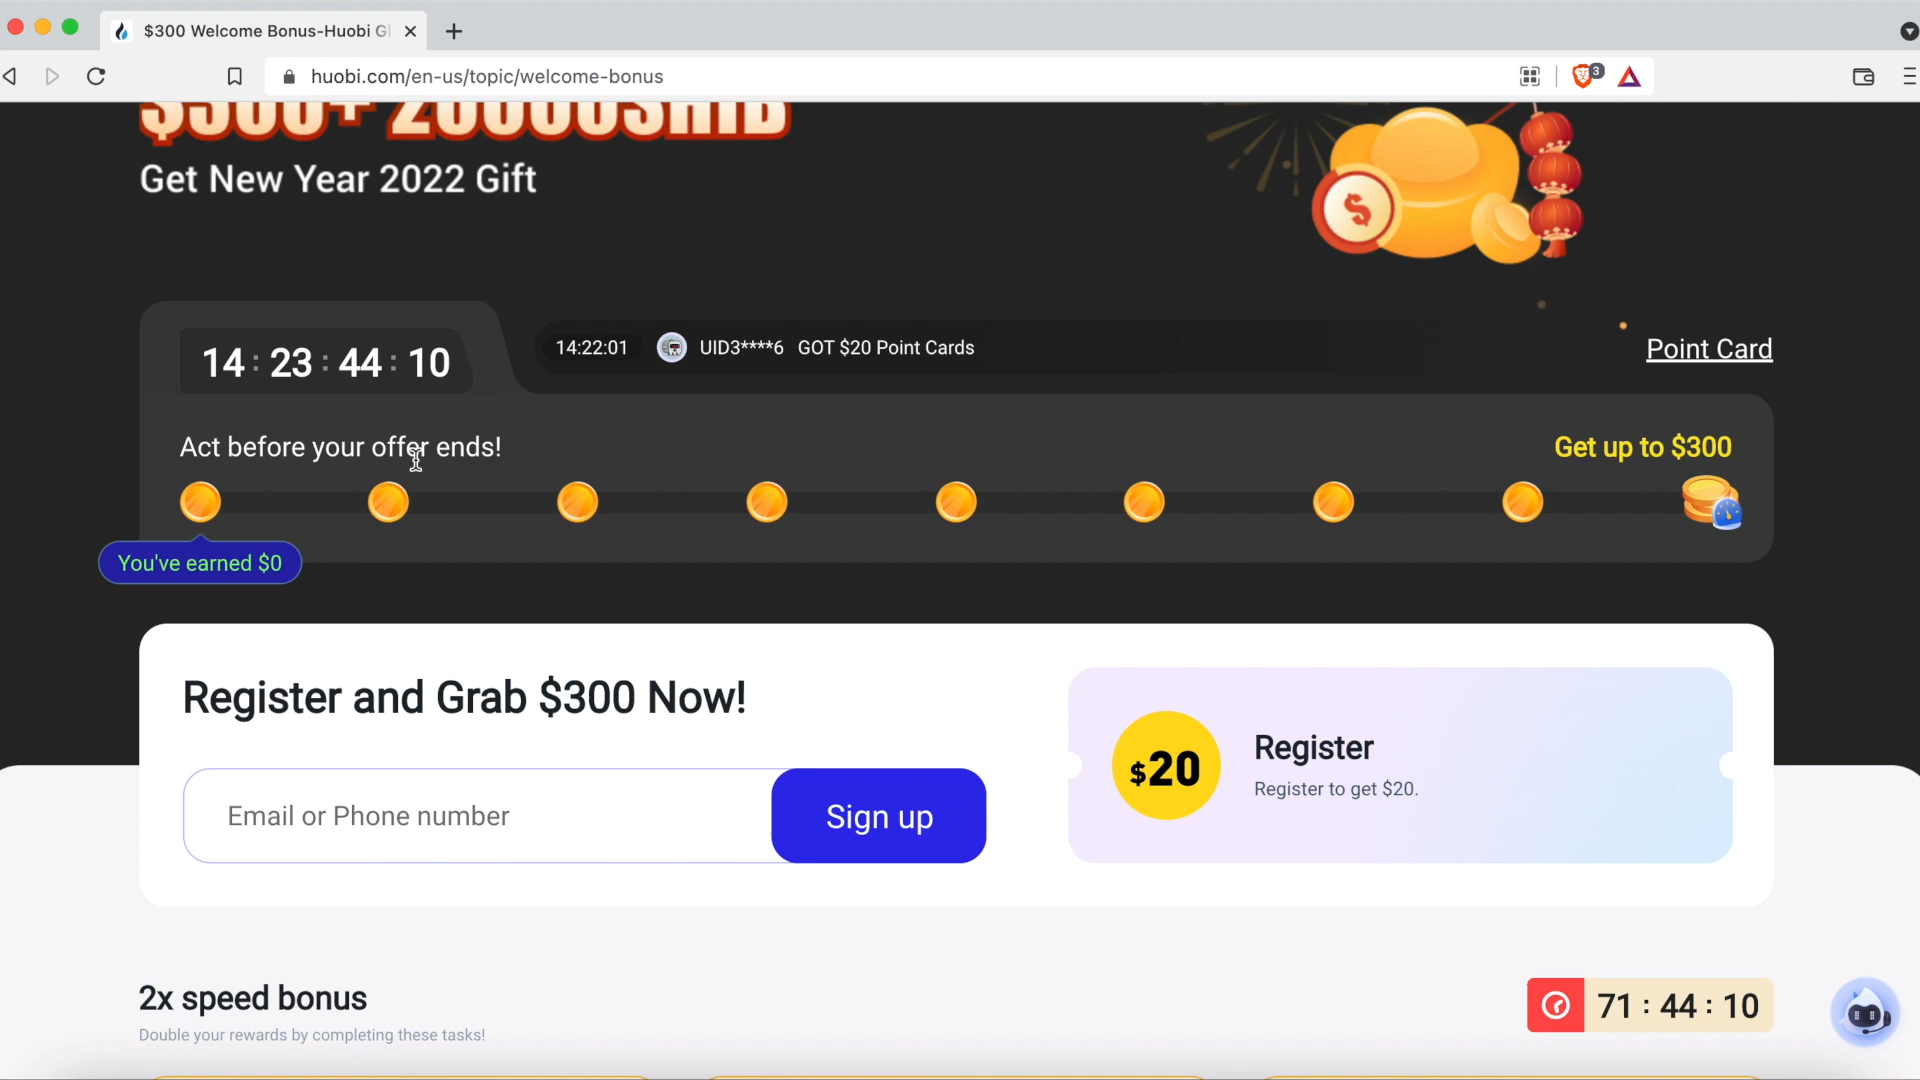 $300 Welcome Bonus-Huobi Gl
huobi.com/en-us/topic/welcome-bonus
3
$300+ 20000SHIB
Get New Year 2022 Gift
$
14 : 23 : 44 : 10
14:22:01 UID3****6 GOT $20 Point Cards
Point Card
Act before your offer ends!
Get up to $300
You've earned $0
Register and Grab $300 Now!
Email or Phone number
Sign up
$20
Register
Register to get $20.
2x speed bonus
Double your rewards by completing these tasks!
71 : 44 : 10